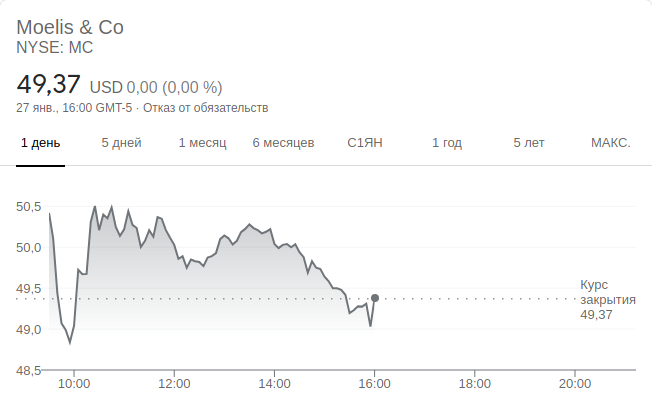 Moelis & Co
NYSE: MC
49,37 USD 0,00 (0,00 %)
27 янв., 16:00 GMT-5 · Отказ от обязательств
1 день 5 дней 1 месяц 6 месяцев С1ЯН 1 год 5 лет МАКС.
50,5
50,0
49,5
49,0
48,5
Курс
закрытия
49,37
10:00 12:00 14:00 16:00 18:00 20:00